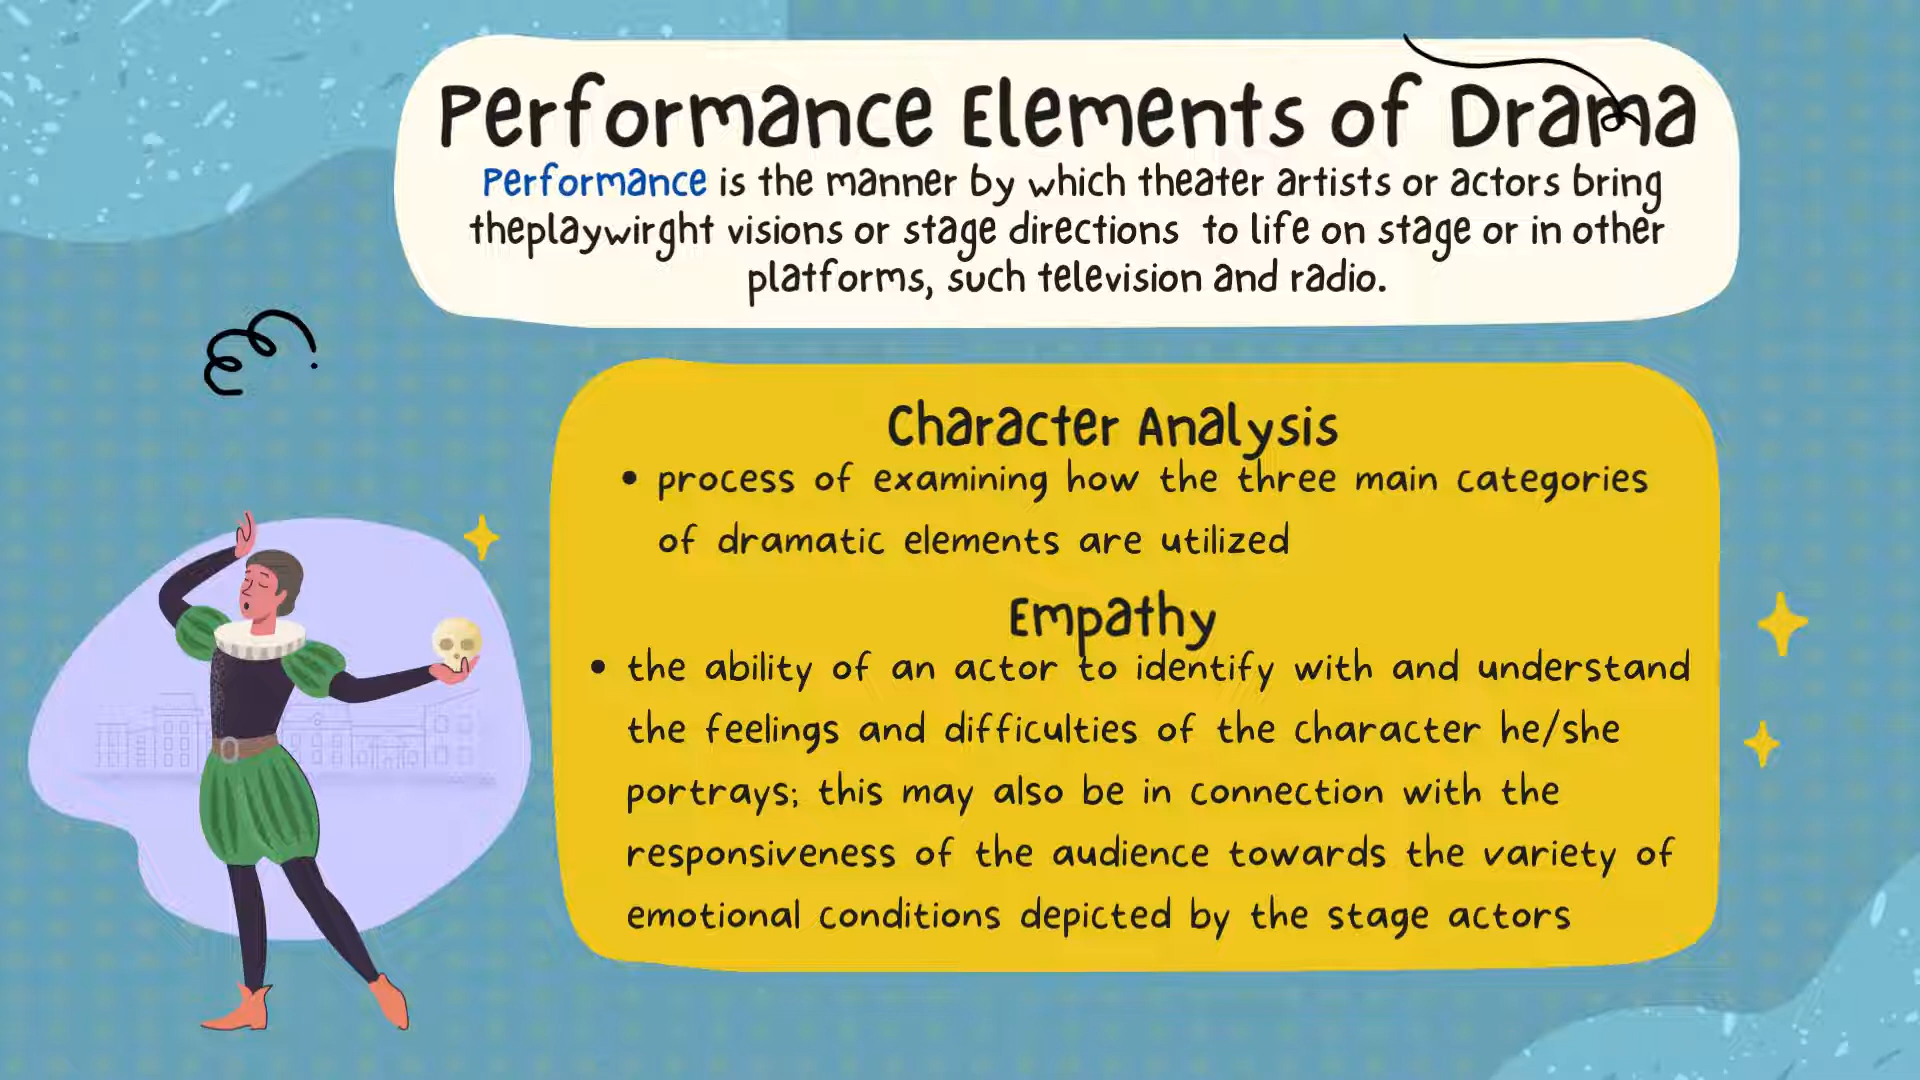 Performance Elements of Drama
Performance is the manner by which theater artists or actors bring
theplaywirght visions or stage directions to life on stage or in other
platforms, such television and radio.
Character Analysis
• process of examining how the three main categories
of dramatic elements are utilized
Empathy
• the ability of an actor to identify with and understand
the feelings and difficulties of the character he/she
portrays; this may also be in connection with the
responsiveness of the audience towards the variety of
emotional conditions depicted by the stage actors